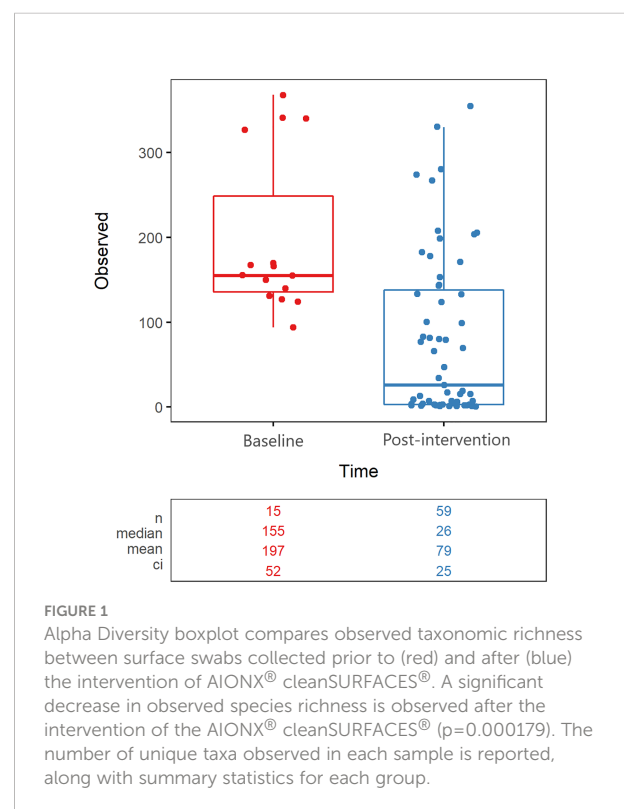 300
200
100
0
Observed
Baseline Post-intervention
Time
n 15 59
median 155 26
mean 197 79
ci 52 25
FIGURE 1
Alpha Diversity boxplot compares observed taxonomic richness
between surface swabs collected prior to (red) and after (blue)
the intervention of AIONX® cleanSURFACES®. A significant
decrease in observed species richness is observed after the
intervention of the AIONX® cleanSURFACES® (p=0.000179). The
number of unique taxa observed in each sample is reported,
along with summary statistics for each group.